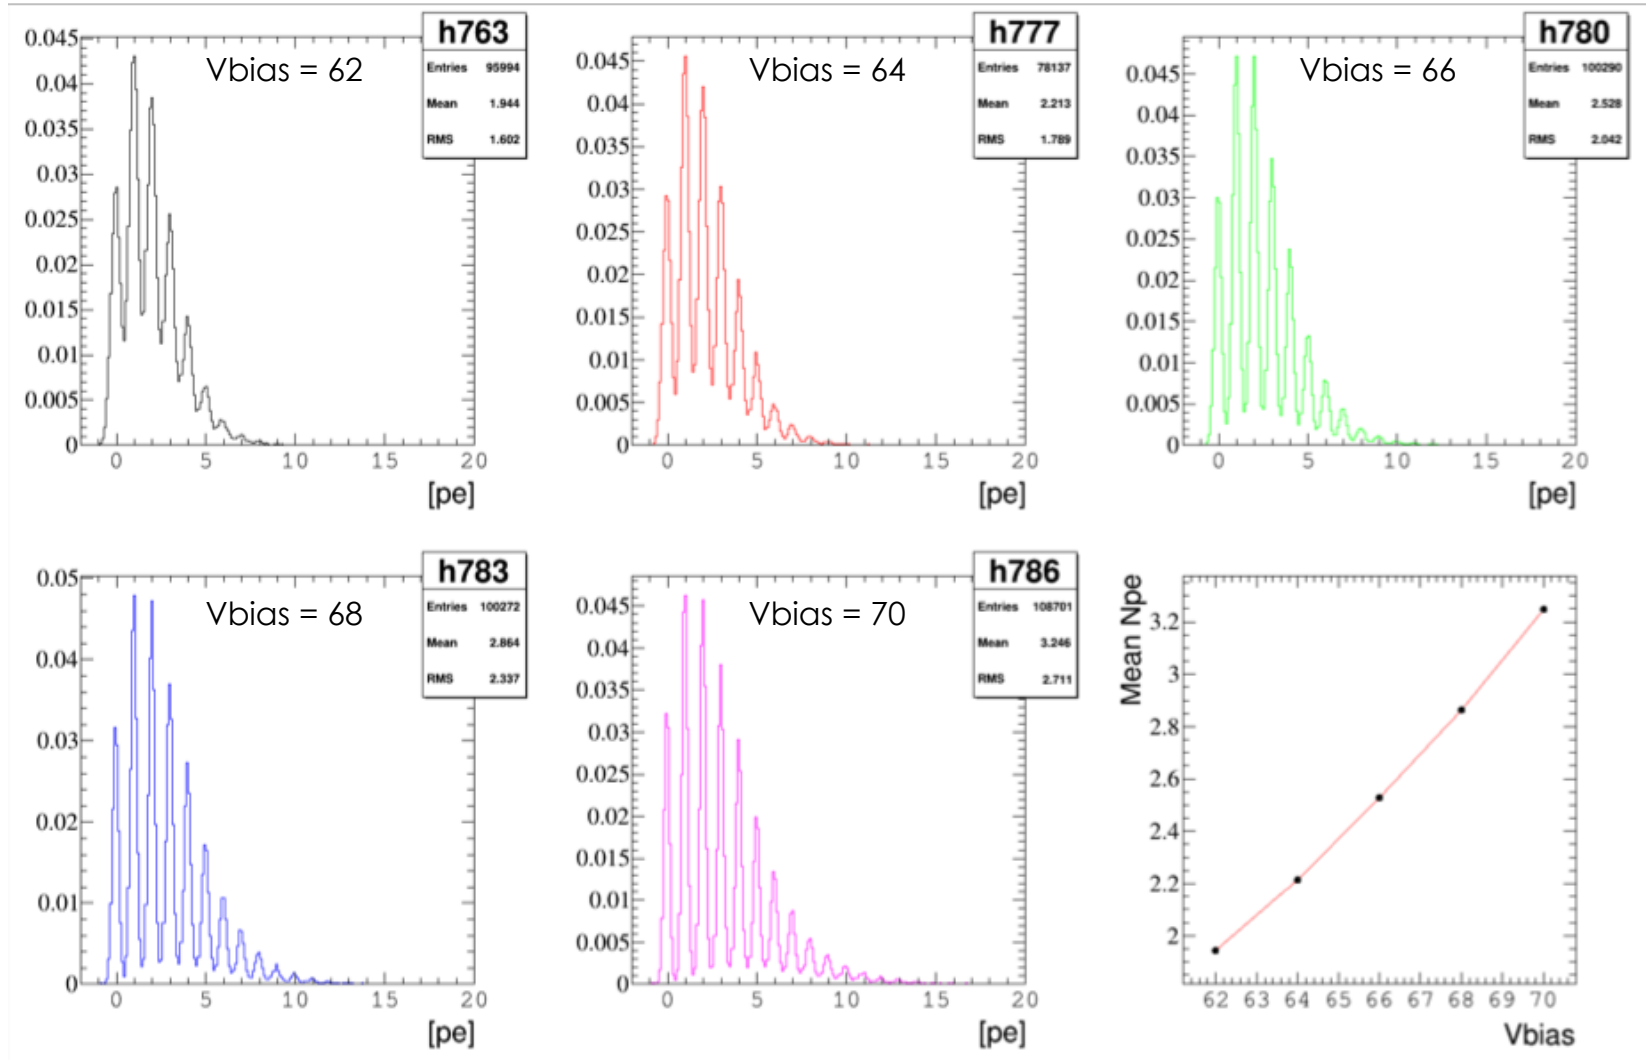 h763
Vbias = 62
Entries 95994
Mean 1.944
RMS 1.602
0.045
0.04
0.035
0.03
0.025
0.02
0.015
0.01
0.005
0
0 5 10 15 20
[pe]
h777
Vbias = 64
Entries 78137
Mean 2.213
RMS 1.789
0.045
0.04
0.035
0.03
0.025
0.02
0.015
0.01
0.005
0
0 5 10 15 20
[pe]
h780
Vbias = 66
Entries 100290
Mean 2.528
RMS 2.042
0.045
0.04
0.035
0.03
0.025
0.02
0.015
0.01
0.005
0
0 5 10 15 20
[pe]
h783
Vbias = 68
Entries 100272
Mean 2.864
RMS 2.337
0.05
0.04
0.03
0.02
0.01
0
0 5 10 15 20
[pe]
h786
Vbias = 70
Entries 108701
Mean 3.246
RMS 2.711
0.045
0.04
0.035
0.03
0.025
0.02
0.015
0.01
0.005
0
0 5 10 15 20
[pe]
Mean Npe
3.2
3
2.8
2.6
2.4
2.2
2
62 63 64 65 66 67 68 69 70
Vbias